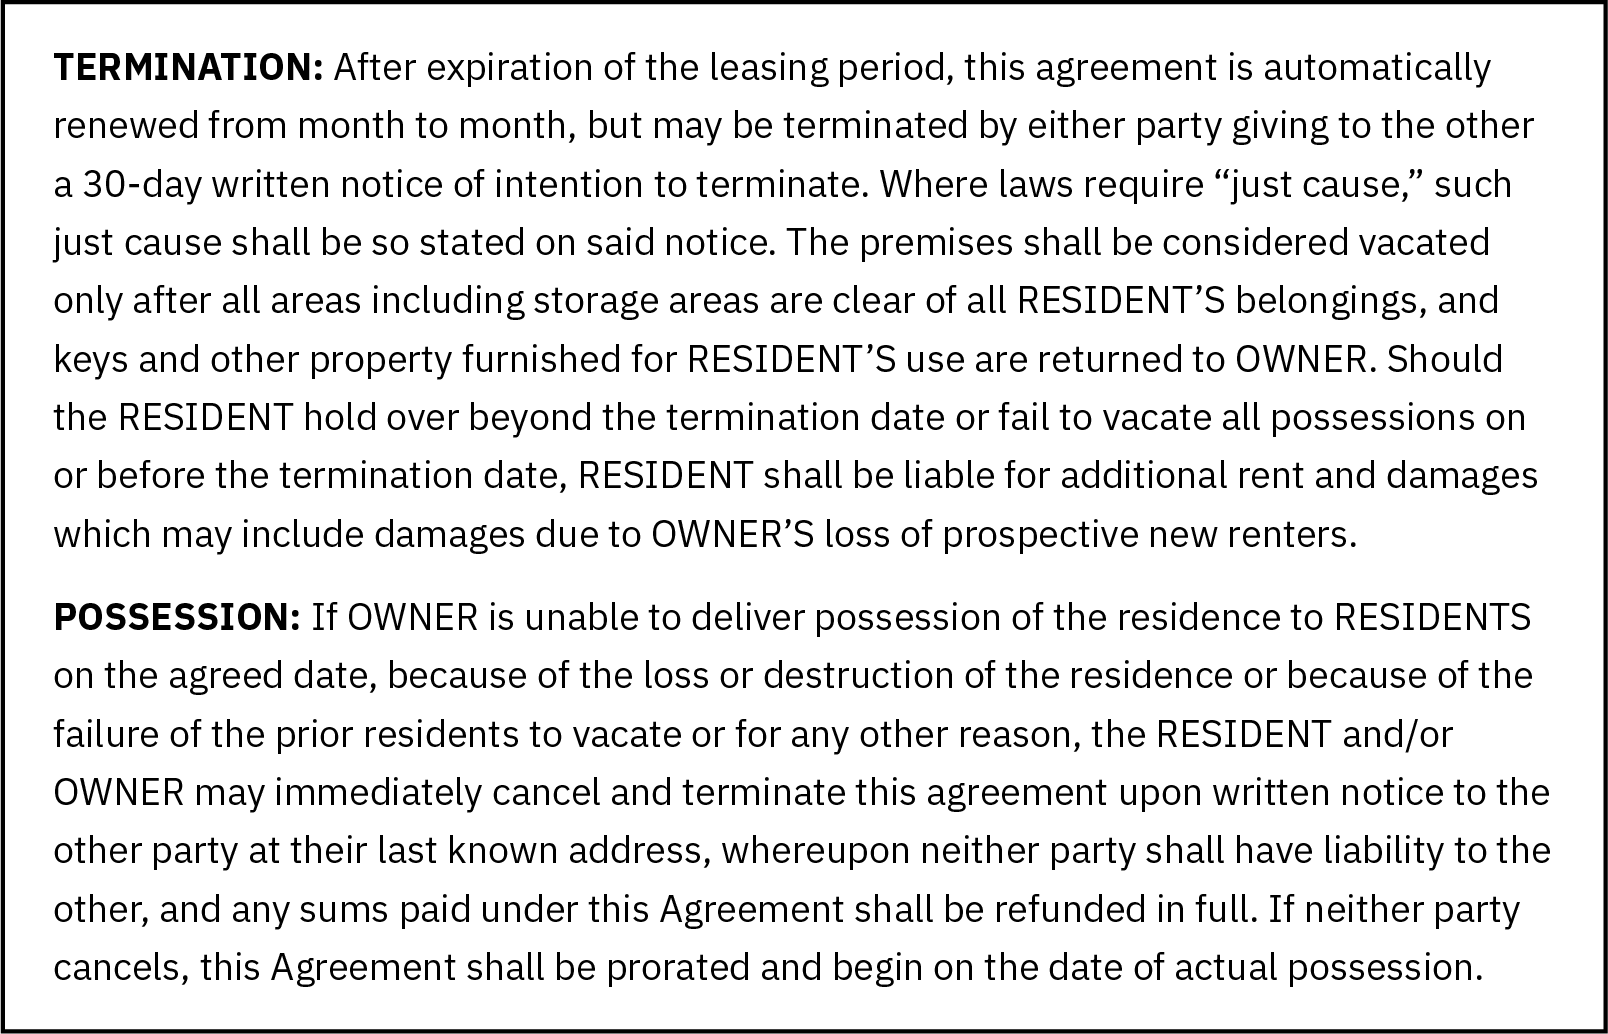 TERMINATION: After expiration of the leasing period, this agreement is automatically
renewed from month to month, but may be terminated by either party giving to the other
a 30-day written notice of intention to terminate. Where laws require “just cause,” such
just cause shall be so stated on said notice. The premises shall be considered vacated
only after all areas including storage areas are clear of all RESIDENT’S belongings, and
keys and other property furnished for RESIDENT’S use are returned to OWNER. Should
the RESIDENT hold over beyond the termination date or fail to vacate all possessions on
or before the termination date, RESIDENT shall be liable for additional rent and damages
which may include damages due to OWNER’S loss of prospective new renters.
POSSESSION: If OWNER is unable to deliver possession of the residence to RESIDENTS
on the agreed date, because of the loss or destruction of the residence or because of the
failure of the prior residents to vacate or for any other reason, the RESIDENT and/or
OWNER may immediately cancel and terminate this agreement upon written notice to the
other party at their last known address, whereupon neither party shall have liability to the
other, and any sums paid under this Agreement shall be refunded in full. If neither party
cancels, this Agreement shall be prorated and begin on the date of actual possession.